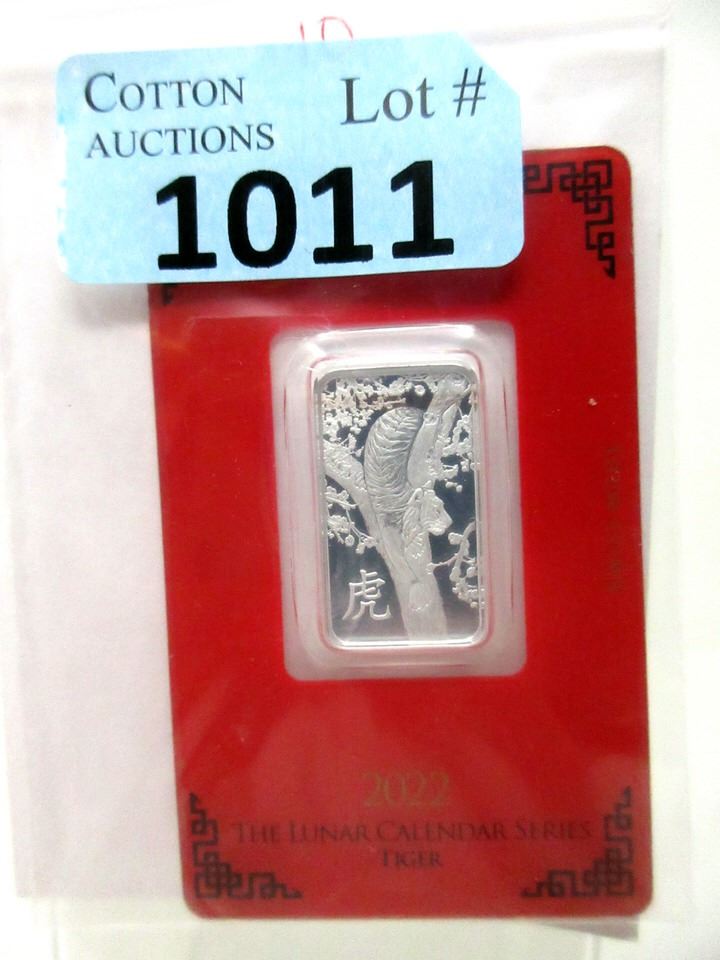 COTTON
AUCTIONS
Lot #
1011
虎
2022
THE LUNAR CALENDAR SERIES
TIGER